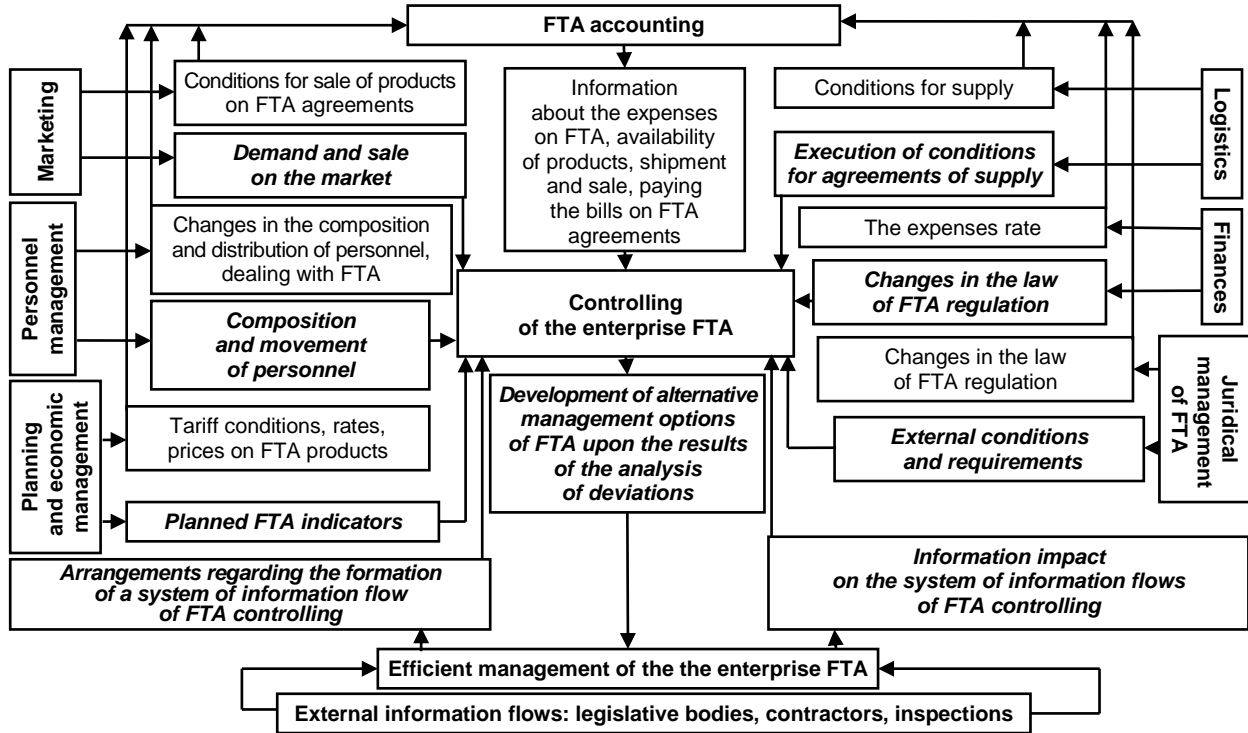 FTA accounting
Marketing
Conditions for sale of products
on FTA agreements
Demand and sale
on the market
Personnel
management
Changes in the composition
and distribution of personnel,
dealing with FTA
Composition
and movement
of personnel
Planning
and economic
management
Tariff conditions, rates,
prices on FTA products
Planned FTA indicators
Arrangements regarding the formation
of a system of information flow
of FTA controlling
Information
about the expenses
on FTA, availability
of products, shipment
and sale, paying
the bills on FTA
agreements
Controlling
of the enterprise FTA
Development of alternative
management options
of FTA upon the results
of the analysis
of deviations
Conditions for supply
Logistics
Execution of conditions
for agreements of supply
The expenses rate
Finances
Changes in the law
of FTA regulation
Changes in the law
of FTA regulation
Juridical
management
of FTA
External conditions
and requirements
Information impact
on the system of information flows
of FTA controlling
Efficient management of the the enterprise FTA
External information flows: legislative bodies, contractors, inspections